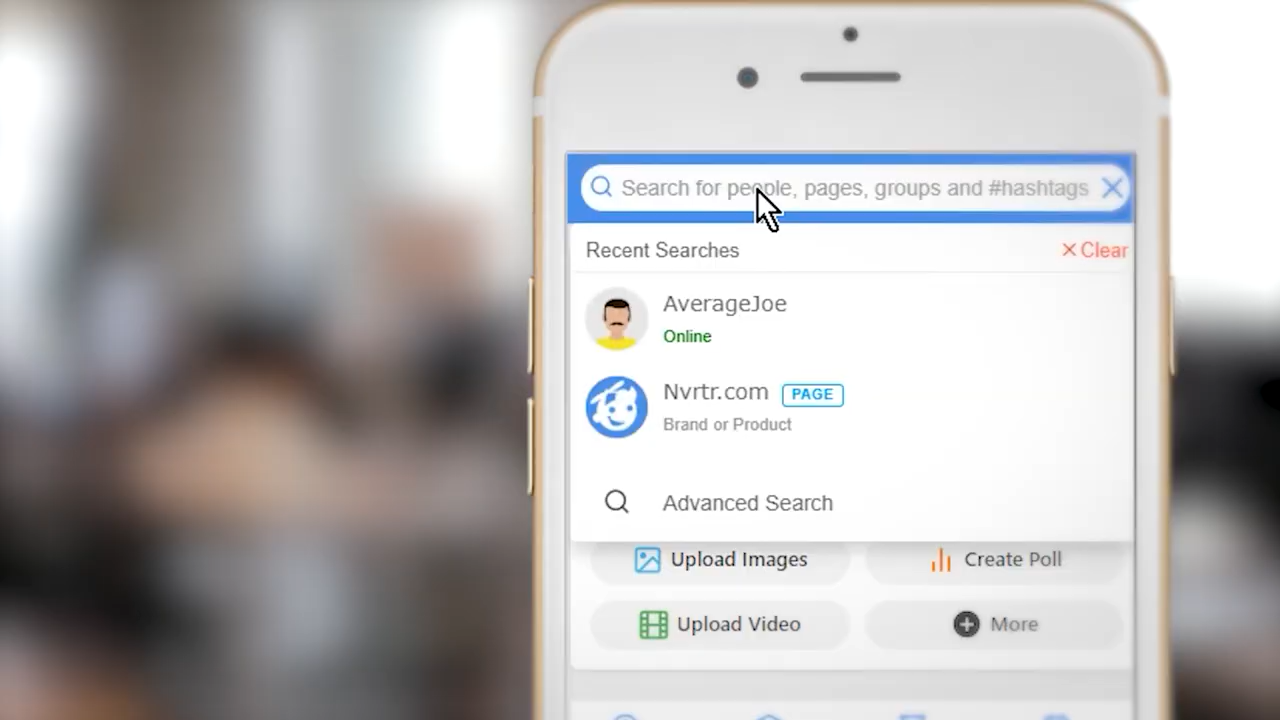 Search for people, pages, groups and #hashtags
Recent Searches
Clear
AverageJoe
Online
Nvrtr.com PAGE
Brand or Product
Advanced Search
Upload Images
Create Poll
Upload Video
More